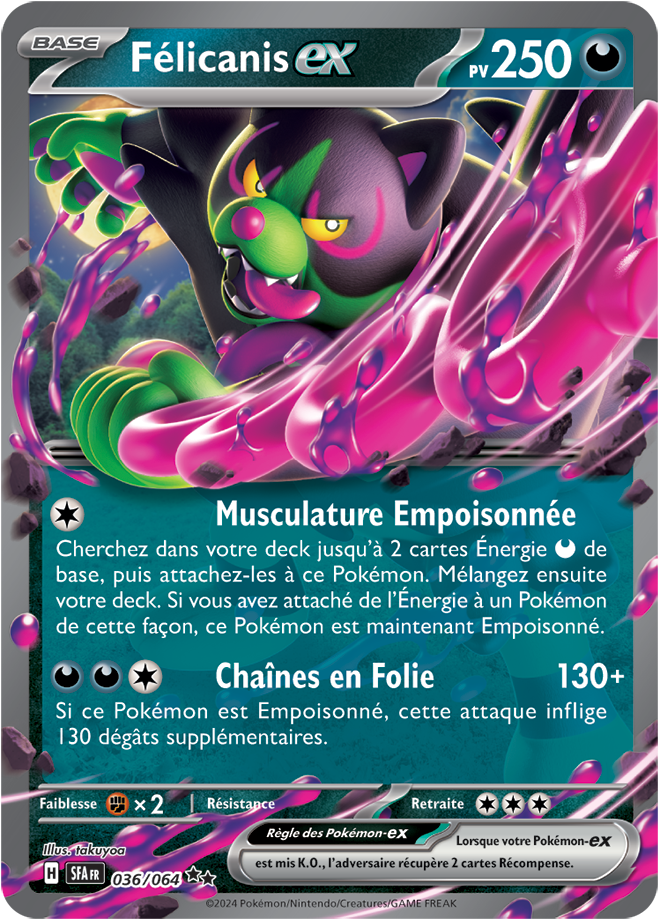 BASE
Félicanis ex
PV 250
Musculature Empoisonnée
Cherchez dans votre deck jusqu'à 2 cartes Énergie de
base, puis attachez-les à ce Pokémon. Mélangez ensuite
votre deck. Si vous avez attaché de l'Énergie à un Pokémon
de cette façon, ce Pokémon est maintenant Empoisonné.
Chaînes en Folie 130+
Si ce Pokémon est Empoisonné, cette attaque inflige
130 dégâts supplémentaires.
Faiblesse ×2 Résistance Retraite
Illus. takuyoa
Règle des Pokémon-ex Lorsque votre Pokémon-ex
est mis K.O., l'adversaire récupère 2 cartes Récompense.
H SFA FR 036/064
©2024 Pokémon/Nintendo/Creatures/GAME FREAK